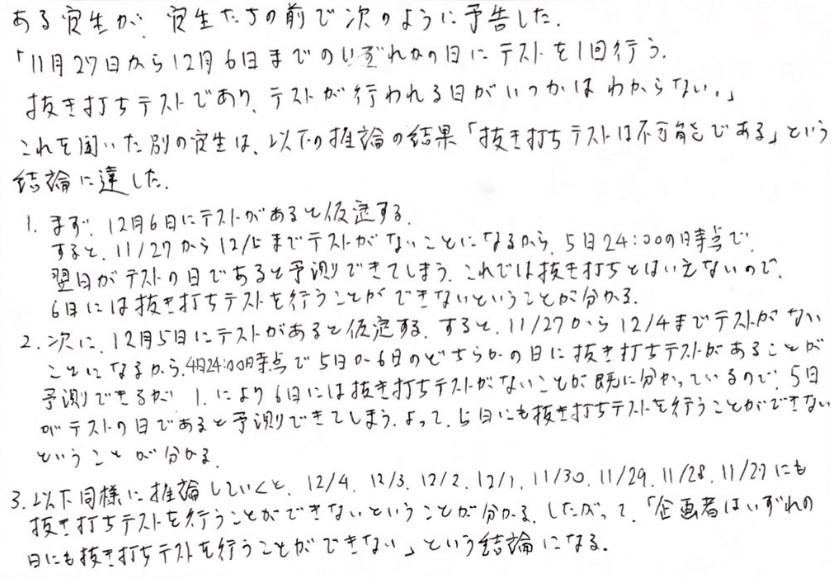 ある定生が、定生たちの前で次のように予告した.
「11月27日から12月6日までのいずれかの日にテストを1回行う.
抜き打ちテストであり、テストが行われる日がいつかはわからない。」
これを聞いた別の定生は、以下の推論の結果「抜き打ちテストは不可能である」という
結論に達した.
1. まず、12月6日にテストがあると仮定する.
すると、11/27から12/5までテストがないことになるから、5日24:00の時点で、
翌日がテストの日であると予測できてしまう. これでは抜き打ちとはいえないので、
6日には抜き打ちテストを行うことができないということが分かる.
2. 次に、12月5日にテストがあると仮定する. すると、11/27から12/4までテストがない
ことになるから、4日24:00時点で5日か6日のどちらかの日に抜き打ちテストがあることが
予測できるが 1. により6日には抜き打ちテストがないことが既に分かっているので、5日
がテストの日であると予測できてしまう. よって、5日にも抜き打ちテストを行うことができない
ということが分かる.
3. 以下同様に推論していくと、12/4, 12/3, 12/2, 12/1, 11/30, 11/29, 11/28, 11/27にも
抜き打ちテストを行うことができないということが分かる. したがって、「企画者はいずれの
日にも抜き打ちテストを行うことができない」という結論になる.